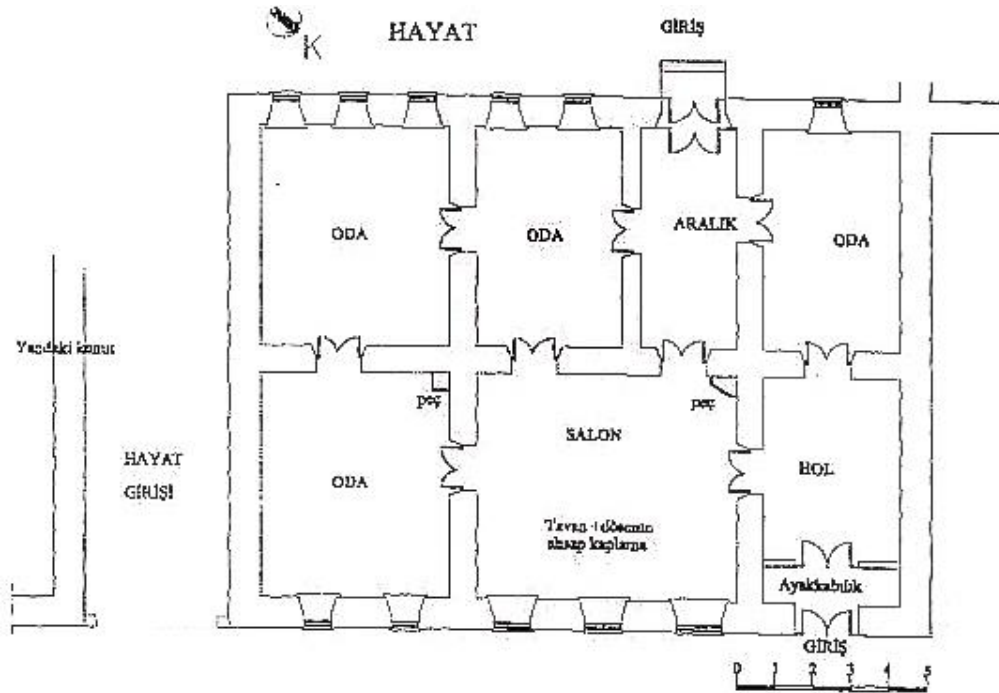 K
HAYAT
GİRİŞ
ODA
ODA
ARALIK
ODA
Yandaki konut
peç
peç
SALON
HAYAT
GİRİŞİ
ODA
HOL
Tavan + döşemen
ahşap kaplama
Ayakkabılık
GİRİŞ
0 1 2 3 4 5